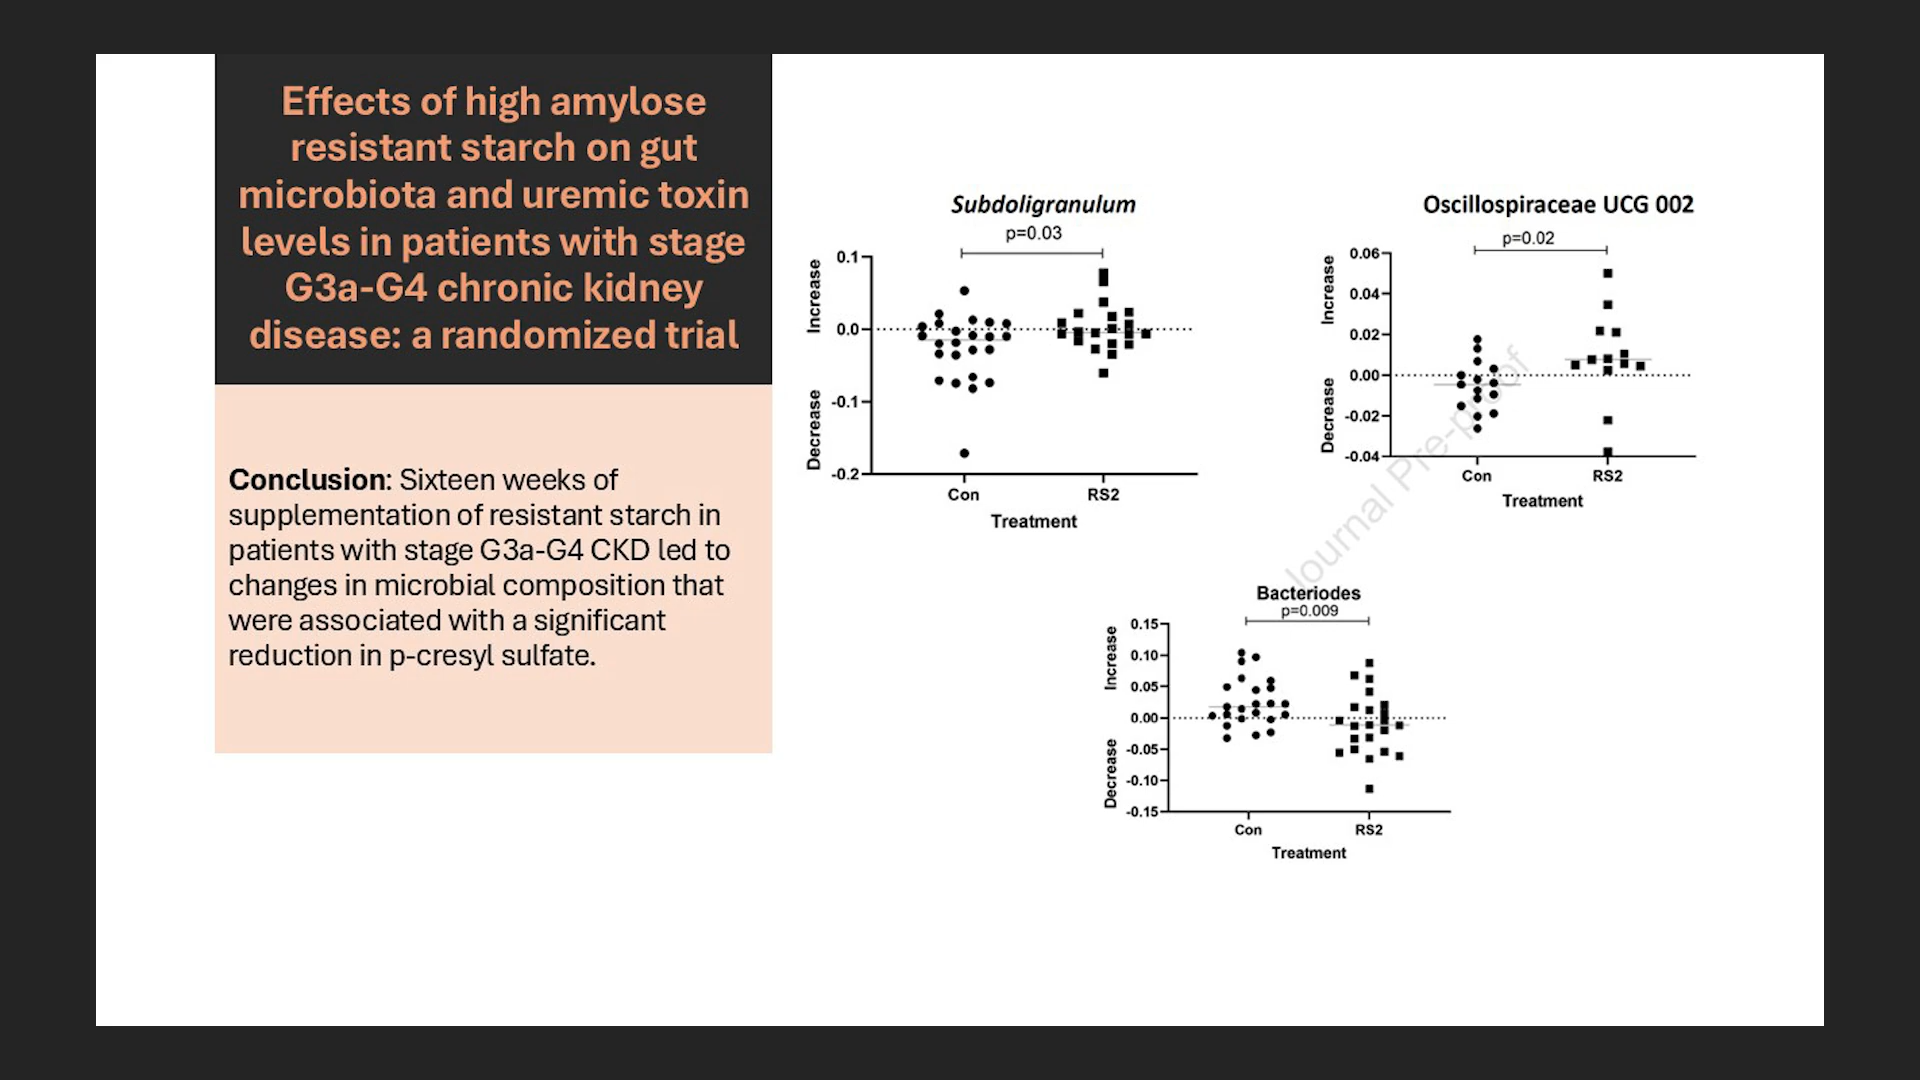 Effects of high amylose
resistant starch on gut
microbiota and uremic toxin
levels in patients with stage
G3a-G4 chronic kidney
disease: a randomized trial
Conclusion: Sixteen weeks of
supplementation of resistant starch in
patients with stage G3a-G4 CKD led to
changes in microbial composition that
were associated with a significant
reduction in p-cresyl sulfate.
Subdoligranulum
p=0.03
Increase
Decrease
0.1
0.0
-0.1
-0.2
Con
RS2
Treatment
Oscillospiraceae UCG 002
p=0.02
Increase
Decrease
0.06
0.04
0.02
0.00
-0.02
-0.04
Con
RS2
Treatment
Journal Pre-proof
Bacteriodes
p=0.009
Increase
Decrease
0.15
0.10
0.05
0.00
-0.05
-0.10
-0.15
Con
RS2
Treatment